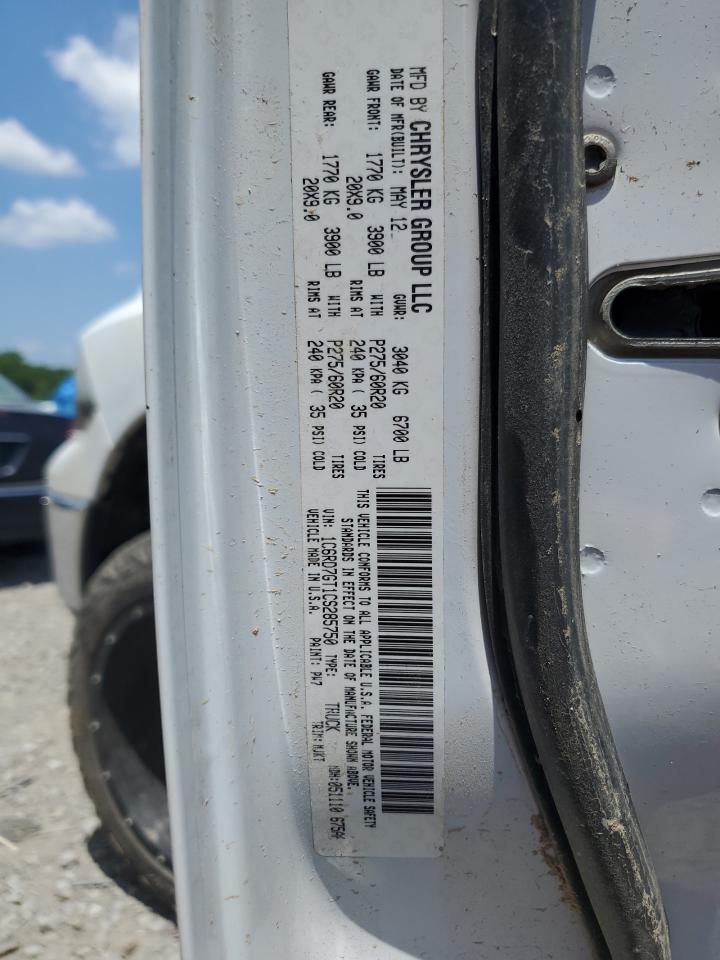 MFD BY CHRYSLER GROUP LLC
DATE OF MFR(BUILT): MAY 12 GVWR: 3040 KG 6700 LB
GAWR FRONT: 1770 KG 3900 LB WITH P275/60R20 TIRES
20X9.0 RIMS AT 240 KPA ( 35 PSI) COLD
GAWR REAR: 1770 KG 3900 LB WITH P275/60R20 TIRES
20X9.0 RIMS AT 240 KPA ( 35 PSI) COLD
THIS VEHICLE CONFORMS TO ALL APPLICABLE U.S.A. FEDERAL MOTOR VEHICLE SAFETY
STANDARDS IN EFFECT ON THE DATE OF MANUFACTURE SHOWN ABOVE.
VIN: 1C6RD7GT1CS285750 TYPE: TRUCK MDH:051110
VEHICLE MADE IN U.S.A. PAINT: PW7 TRIM:MJXT